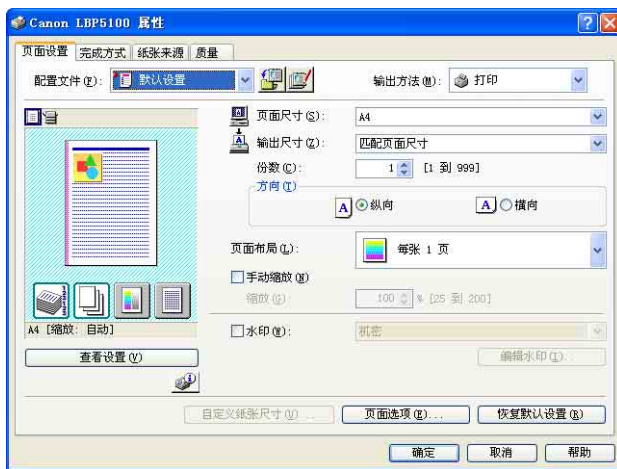 Canon LBP5100 属性
页面设置 完成方式 纸张来源 质量
配置文件(F): 默认设置 输出方法(M): 打印
页面尺寸(S): A4
输出尺寸(Z): 匹配页面尺寸
份数(C): 1 [1 到 999]
方向(T)
A 纵向 A 横向
页面布局(L): 每张 1 页
手动缩放(N)
缩放(G): 100 % [25 到 200]
A4 [缩放: 自动]
水印(W): 机密
查看设置(V) 编辑水印(I)
自定义纸张尺寸(U)... 页面选项(E)... 恢复默认设置(R)
确定 取消 帮助